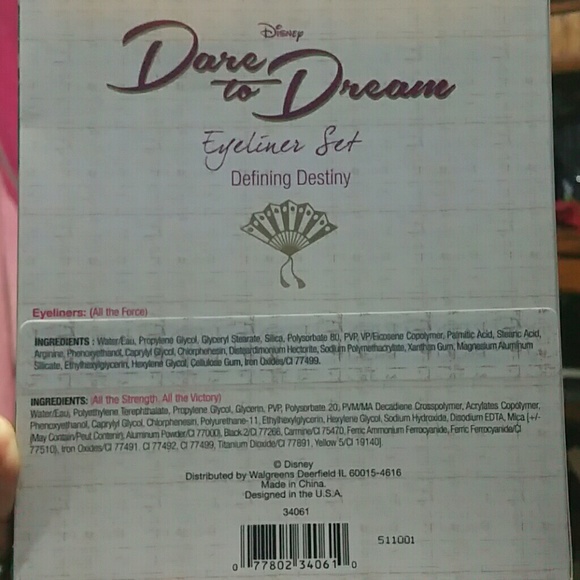 Disney
Dare
to Dream
Eyeliner Set
Defining Destiny
Eyeliners: (All the Force)
INGREDIENTS : Water/Eau, Propylene Glycol, Glyceryl Stearate, Silica, Polysorbate 80, PVP, VP/Eicosene Copolymer, Palmitic Acid, Stearic Acid,
Arginine, Phenoxyethanol, Caprylyl Glycol, Chlorphenesin, Disteardimonium Hectorite, Sodium Polymethacrylate, Xanthan Gum, Magnesium Aluminum
Silicate, Ethylhexylglycerin, Hexylene Glycol, Cellulose Gum, Iron Oxides/CI 77499.
INGREDIENTS: (All the Strength, All the Victory)
Water/Eau, Polyethylene Terephthalate, Propylene Glycol, Glycerin, PVP, Polysorbate 20, PVM/MA Decadiene Crosspolymer, Acrylates Copolymer,
Phenoxyethanol, Caprylyl Glycol, Chlorphenesin, Polyurethane-11, Ethylhexylglycerin, Hexylene Glycol, Sodium Hydroxide, Disodium EDTA, Mica [+/-
(May Contain/Peut Contenir), Aluminum Powder/CI 77000, Black 2/CI 77266, Carmine/CI 75470, Ferric Ammonium Ferrocyanide, Ferric Ferrocyanide/CI
77510), Iron Oxides/CI 77491, CI 77492, CI 77499, Titanium Dioxide/CI 77891, Yellow 5/CI 19140].
© Disney
Distributed by Walgreens Deerfield IL 60015-4616
Made in China.
Designed in the U.S.A.
34061
511001
0 77802 34061 0